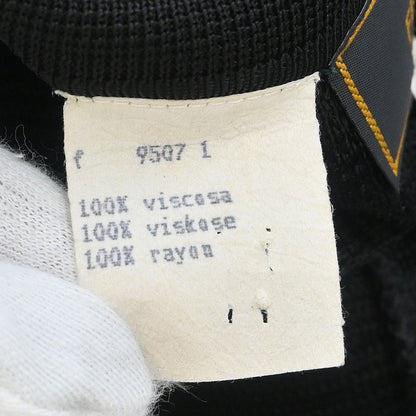 f 9507 1
100% viscosa
100% viskose
100% rayon